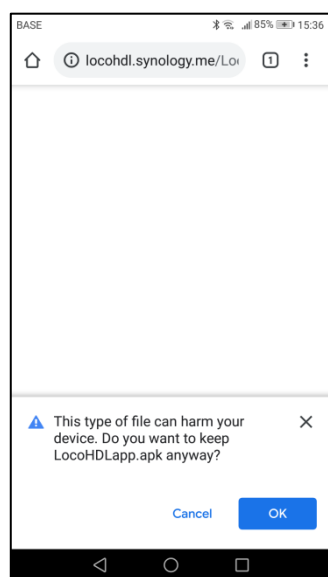 BASE 85% 15:36
locohdl.synology.me/Lo 1
This type of file can harm your
device. Do you want to keep
LocoHDLapp.apk anyway?
Cancel OK